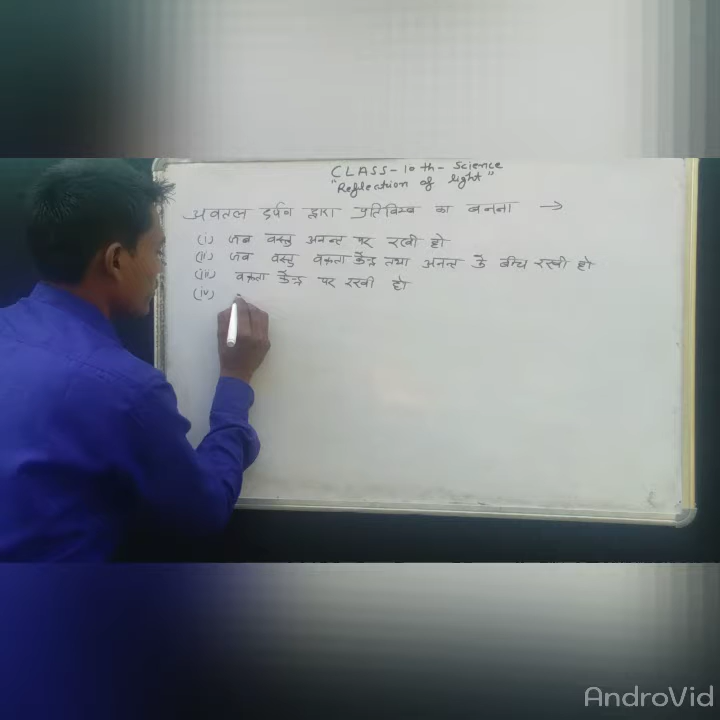 CLASS-10th-Science
"Reflection of light"
अवतल दर्पण द्वारा प्रतिबिम्ब का बनना →
(i) जब वस्तु अनन्त पर रखी हो
(ii) जब वस्तु वक्रता केंद्र तथा अनन्त के बीच रखी हो
(iii) वक्रता केंद्र पर रखी हो
(iv)
AndroVid